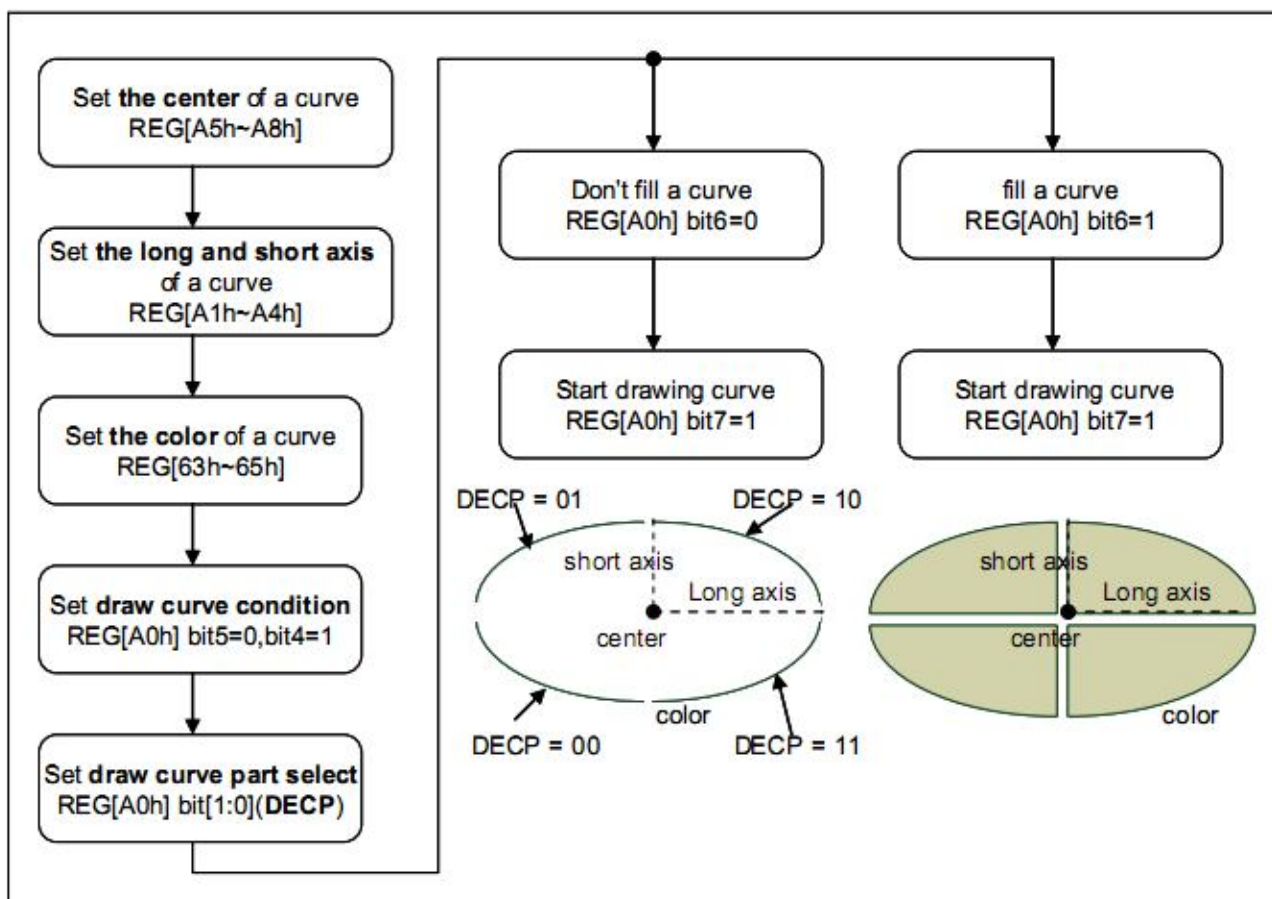 Set the center of a curve
REG[A5h~A8h]
Set the long and short axis
of a curve
REG[A1h~A4h]
Set the color of a curve
REG[63h~65h]
Set draw curve condition
REG[A0h] bit5=0,bit4=1
Set draw curve part select
REG[A0h] bit[1:0](DECP)
Don't fill a curve
REG[A0h] bit6=0
fill a curve
REG[A0h] bit6=1
Start drawing curve
REG[A0h] bit7=1
Start drawing curve
REG[A0h] bit7=1
DECP = 01
DECP = 10
short axis
Long axis
center
color
DECP = 00
DECP = 11
short axis
Long axis
center
color